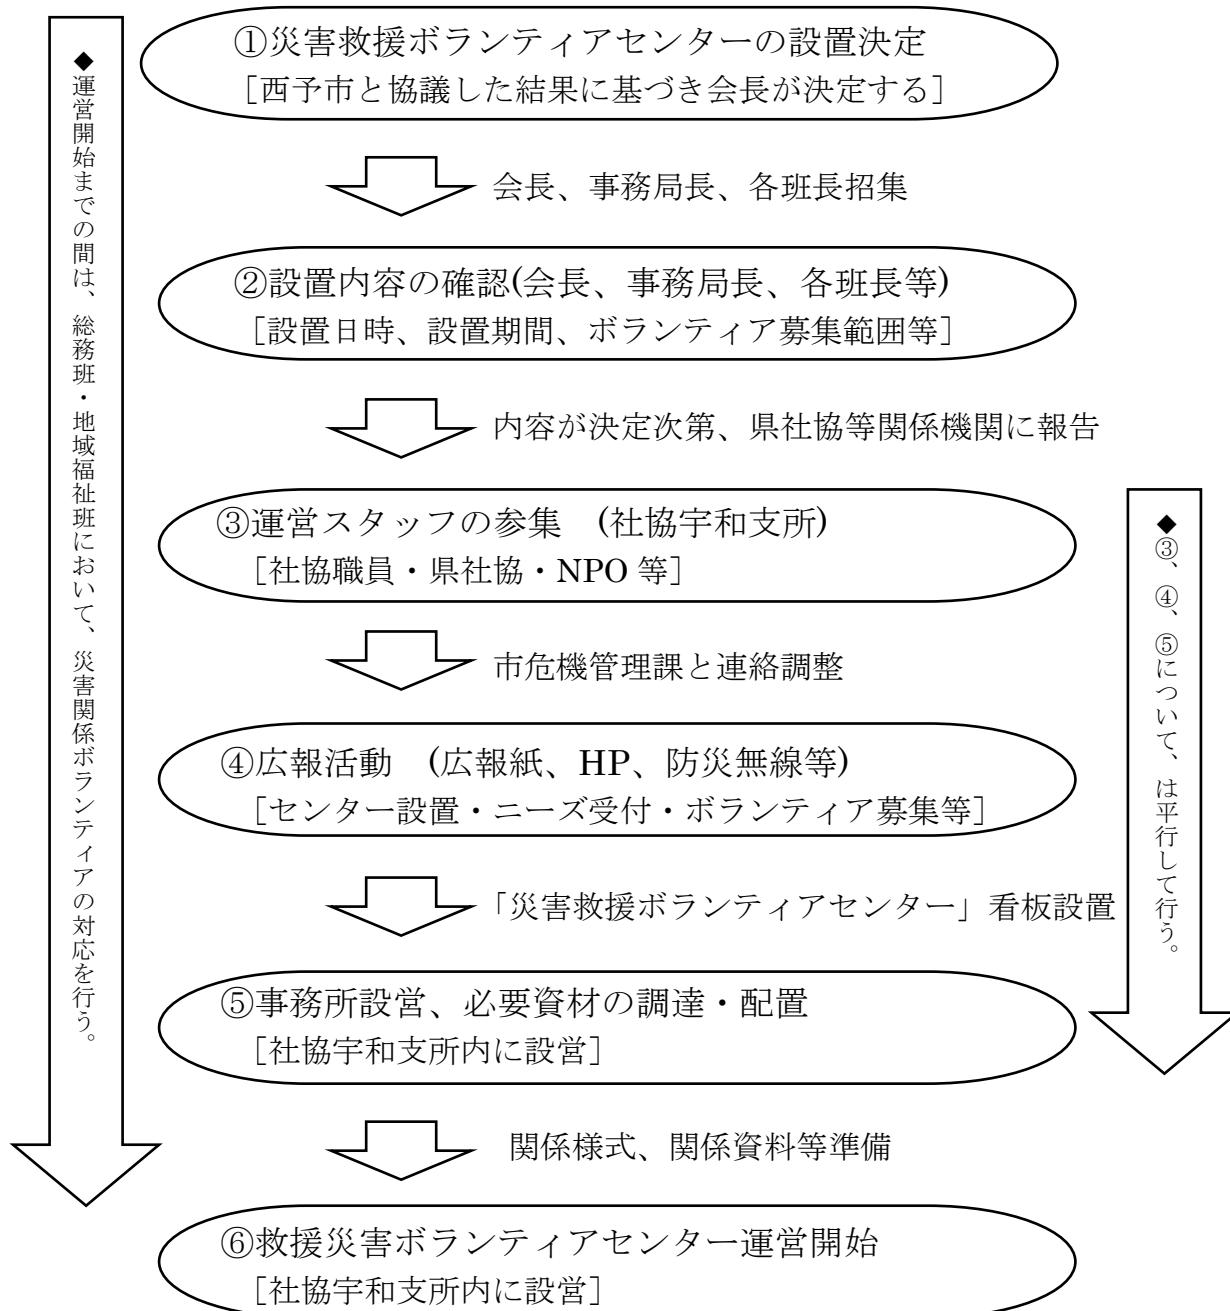 ①災害救援ボランティアセンターの設置決定
［西予市と協議した結果に基づき会長が決定する］
会長、事務局長、各班長招集
②設置内容の確認(会長、事務局長、各班長等)
［設置日時、設置期間、ボランティア募集範囲等］
内容が決定次第、県社協等関係機関に報告
③運営スタッフの参集　(社協宇和支所)
［社協職員・県社協・NPO 等］
市危機管理課と連絡調整
④広報活動　(広報紙、HP、防災無線等)
［センター設置・ニーズ受付・ボランティア募集等］
「災害救援ボランティアセンター」看板設置
⑤事務所設営、必要資材の調達・配置
［社協宇和支所内に設営］
関係様式、関係資料等準備
⑥救援災害ボランティアセンター運営開始
［社協宇和支所内に設営］
◆運営開始までの間は、総務班・地域福祉班において、災害関係ボランティアの対応を行う。
◆③、④、⑤について、は平行して行う。